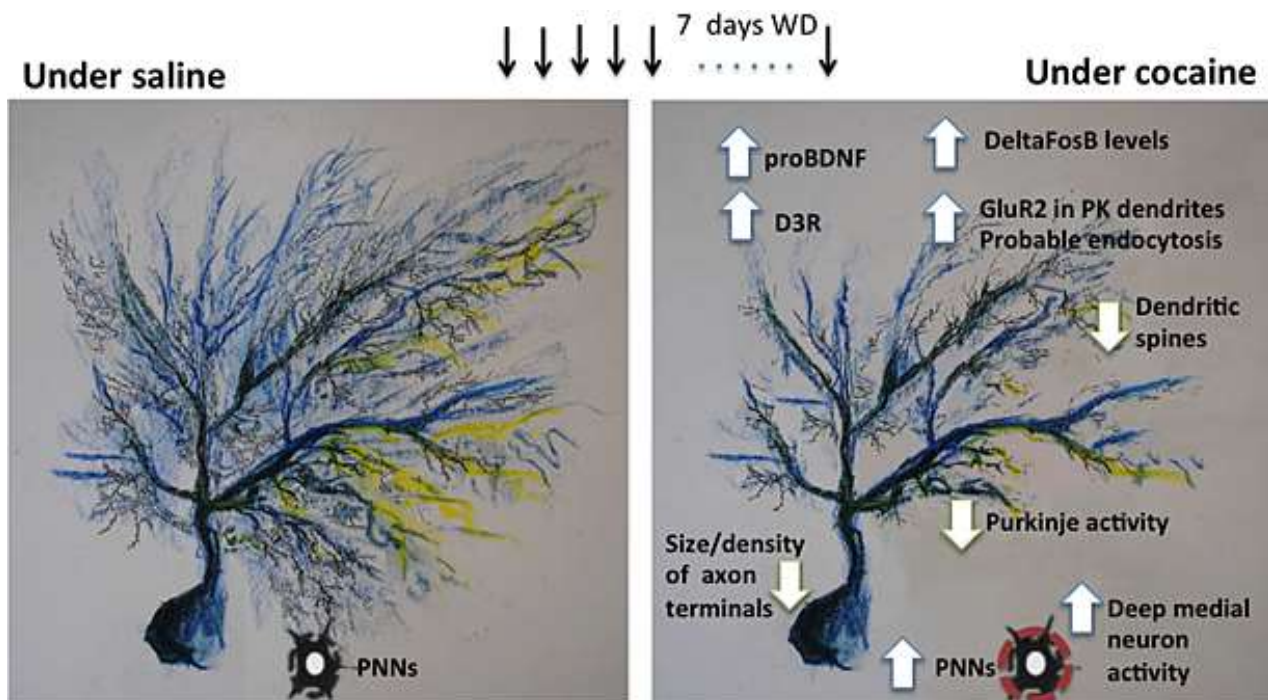 7 days WD
Under saline
Under cocaine
proBDNF
DeltaFosB levels
D3R
GluR2 in PK dendrites
Probable endocytosis
Dendritic
spines
Purkinje activity
Size/density
of axon
terminals
Deep medial
neuron
activity
PNNs
PNNs